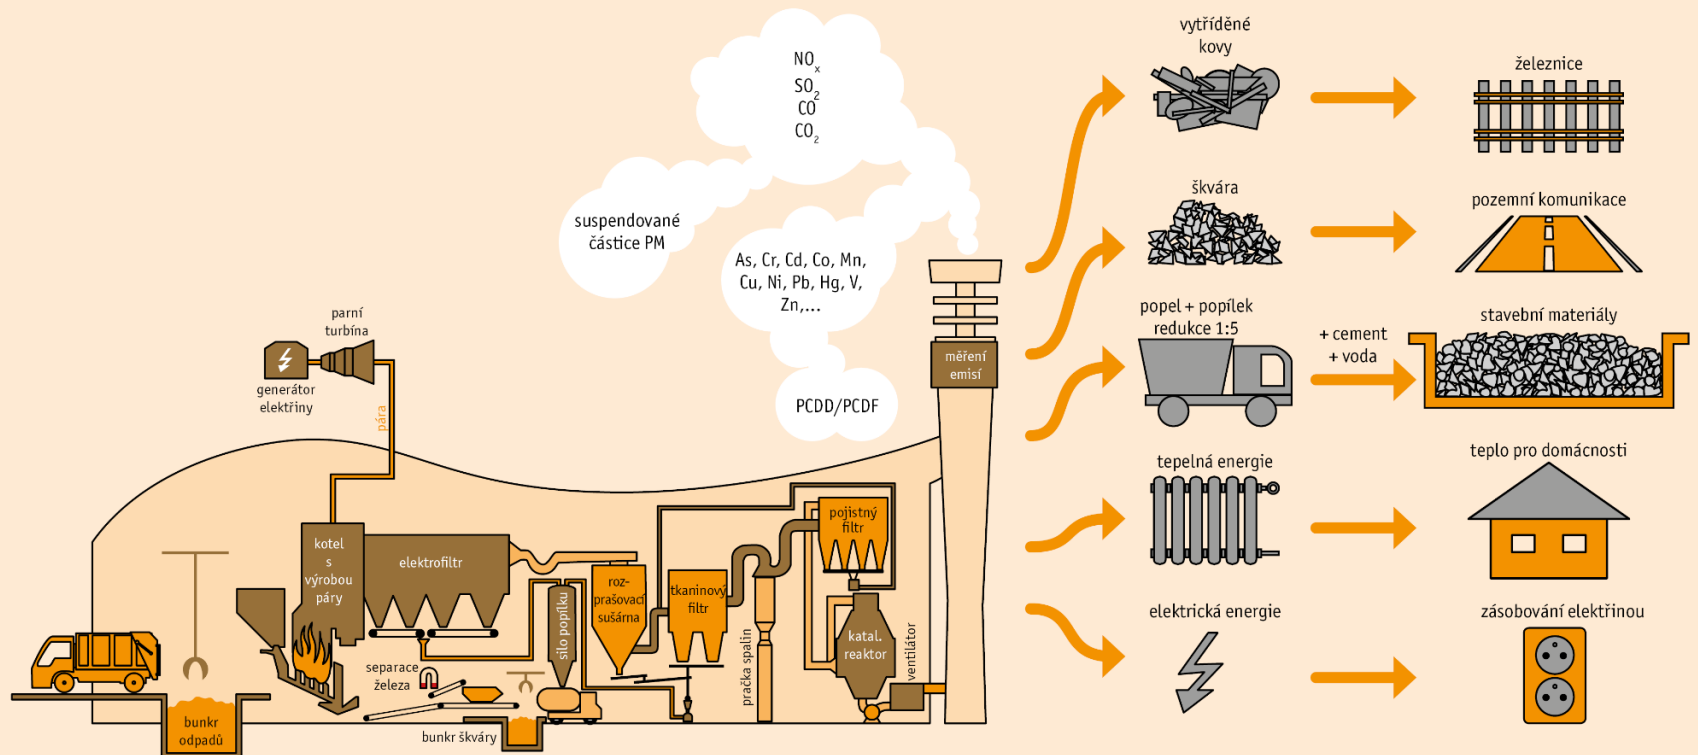 NOx
SO2
CO
CO2
suspendované
částice PM
As, Cr, Cd, Co, Mn,
Cu, Ni, Pb, Hg, V,
Zn,...
PCDD/PCDF
měření
emisí
parní
turbína
generátor
elektřiny
pára
kotel
s
výrobou
páry
elektrofiltr
silo popílku
roz-
prašovací
sušárna
tkaninový
filtr
pračka spalin
pojistný
filtr
katal.
reaktor
ventilátor
separace
železa
bunkr
odpadů
bunkr škváry
vytříděné
kovy
železnice
škvára
pozemní komunikace
popel + popílek
redukce 1:5
+ cement
+ voda
stavební materiály
tepelná energie
teplo pro domácnosti
elektrická energie
zásobování elektřinou